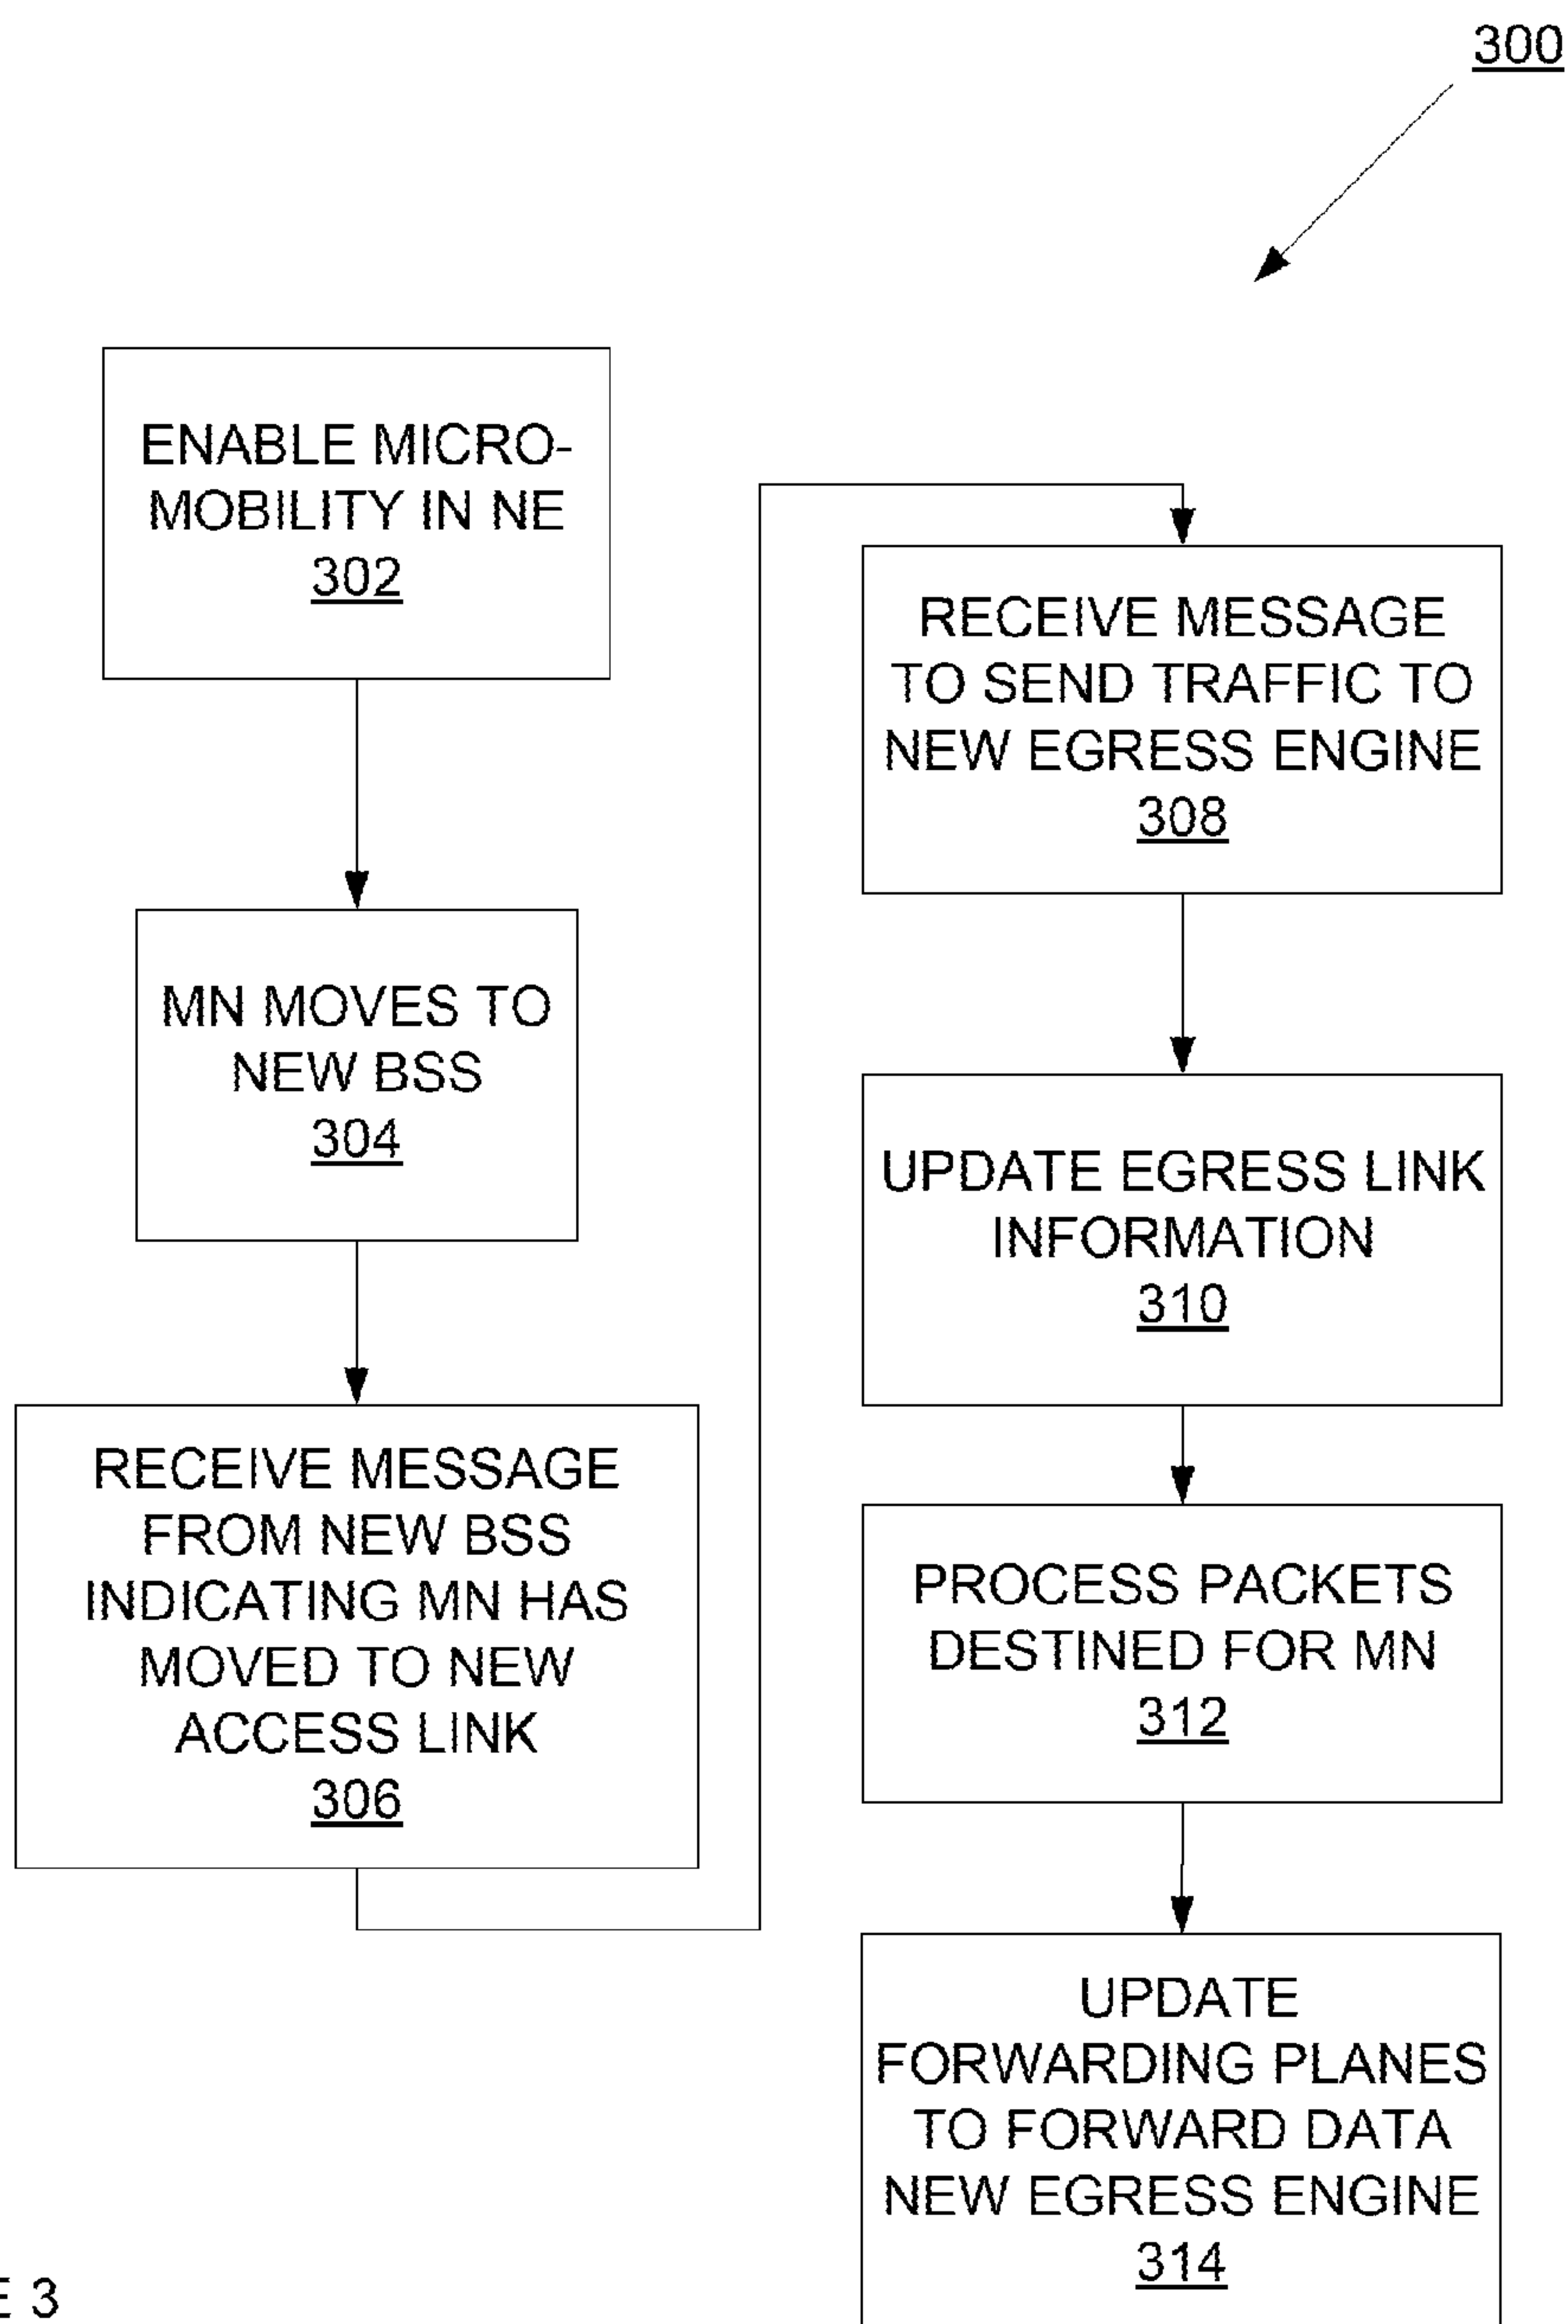 300
ENABLE MICRO-
MOBILITY IN NE
302
MN MOVES TO
NEW BSS
304
RECEIVE MESSAGE
FROM NEW BSS
INDICATING MN HAS
MOVED TO NEW
ACCESS LINK
306
RECEIVE MESSAGE
TO SEND TRAFFIC TO
NEW EGRESS ENGINE
308
UPDATE EGRESS LINK
INFORMATION
310
PROCESS PACKETS
DESTINED FOR MN
312
UPDATE
FORWARDING PLANES
TO FORWARD DATA
NEW EGRESS ENGINE
314
3